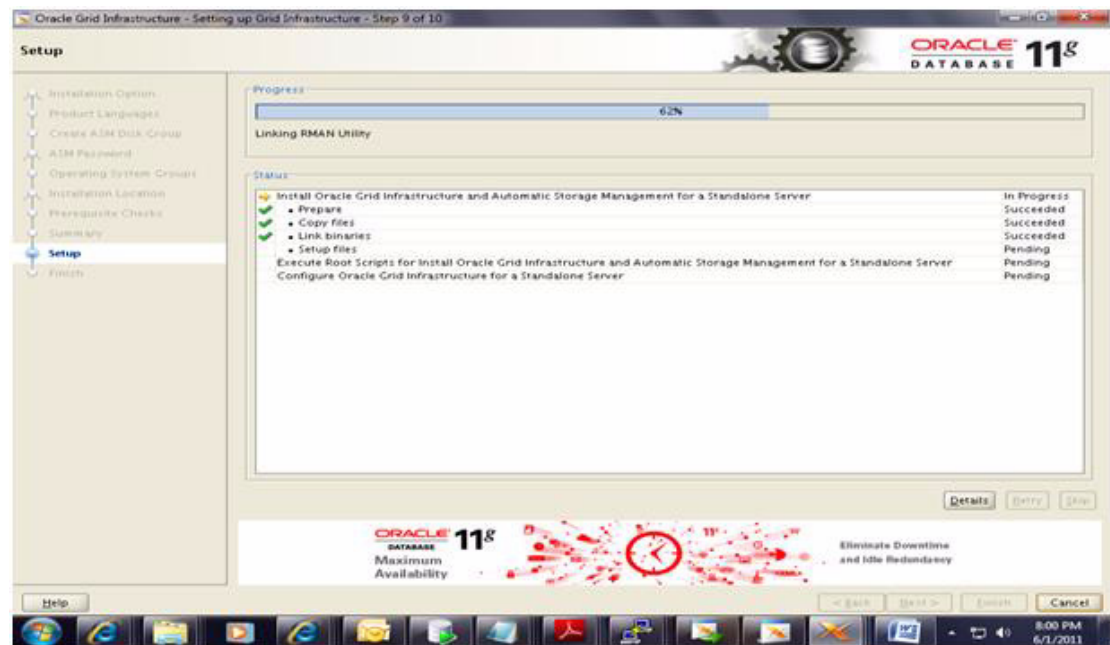 Oracle Grid Infrastructure - Setting up Grid Infrastructure - Step 9 of 10
Setup
ORACLE
DATABASE
11g
Installation Option
Product Languages
Create ASM Disk Group
ASM Password
Operating System Groups
Installation Location
Prerequisite Checks
Summary
Setup
Finish
Progress
62%
Linking RMAN Utility
Status
Install Oracle Grid Infrastructure and Automatic Storage Management for a Standalone Server In Progress
• Prepare Succeeded
• Copy files Succeeded
• Link binaries Succeeded
• Setup files Pending
Execute Root Scripts for Install Oracle Grid Infrastructure and Automatic Storage Management for a Standalone Server Pending
Configure Oracle Grid Infrastructure for a Standalone Server Pending
Details Retry Skip
ORACLE 11g
DATABASE
Maximum
Availability
11g
Eliminate Downtime
and Idle Redundancy
Help < Back Next > Finish Cancel
8:00 PM
6/1/2011